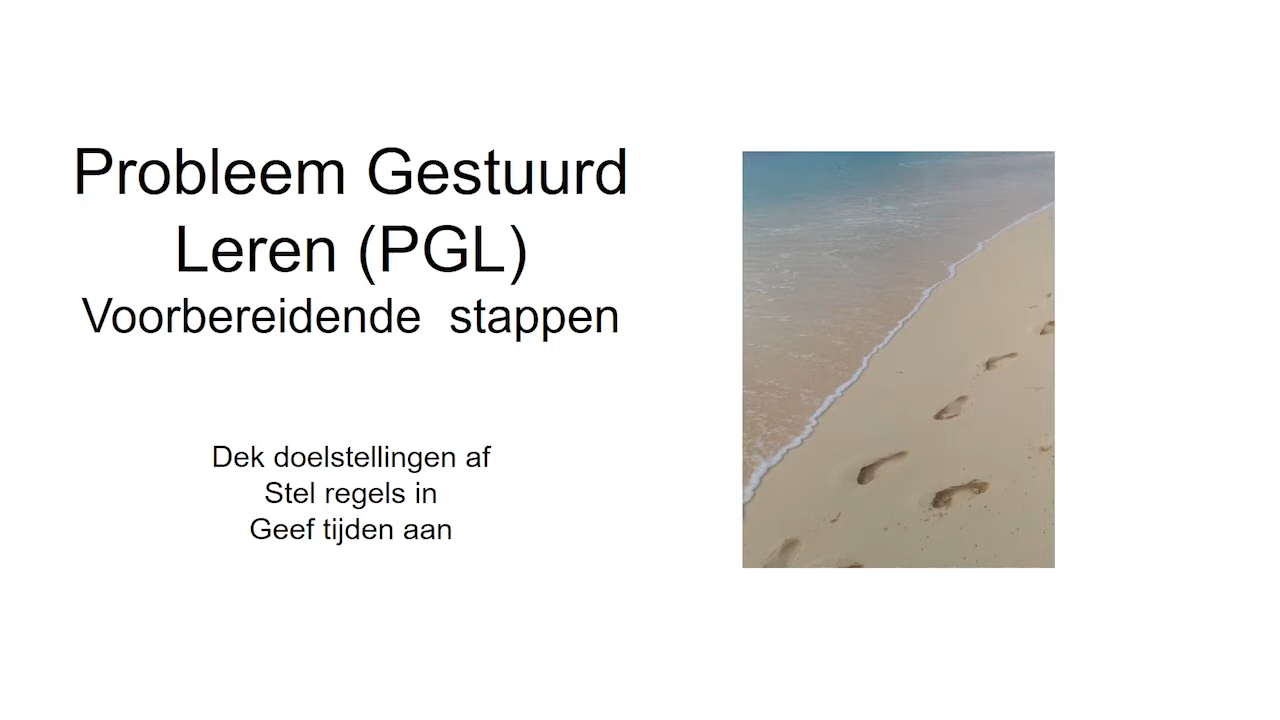 Probleem Gestuurd
Leren (PGL)
Voorbereidende stappen
Dek doelstellingen af
Stel regels in
Geef tijden aan